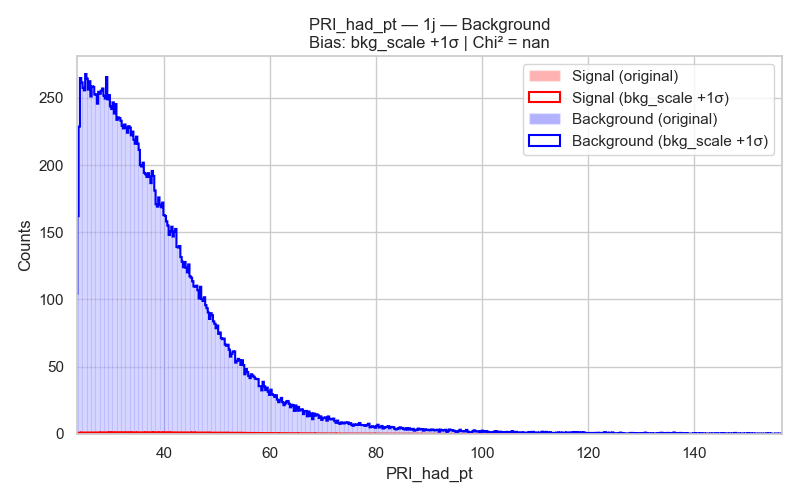 PRI_had_pt — 1j — Background
Bias: bkg_scale +1σ | Chi² = nan
Signal (original)
Signal (bkg_scale +1σ)
Background (original)
Background (bkg_scale +1σ)
Counts
250
200
150
100
50
0
40
60
80
100
120
140
PRI_had_pt